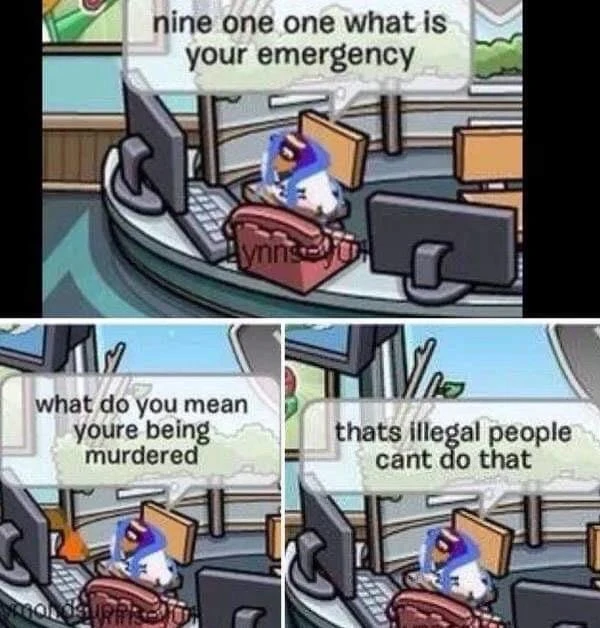 nine one one what is
your emergency
what do you mean
youre being
murdered
thats illegal people
cant do that